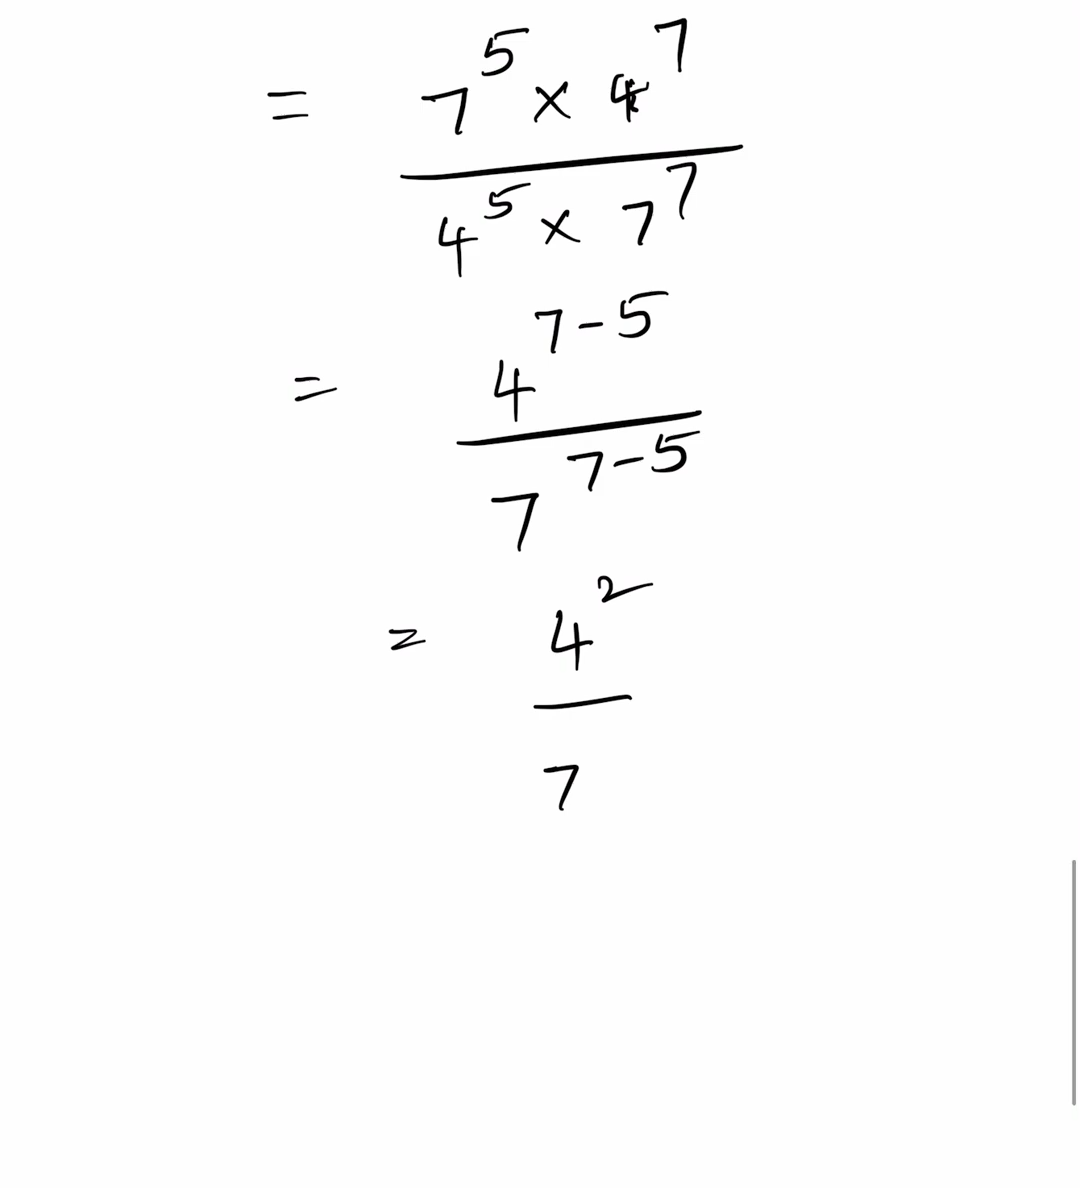 = 7^5 × 4^7
4^5 × 7^7
= 4^7-5
7^7-5
= 4^2
7